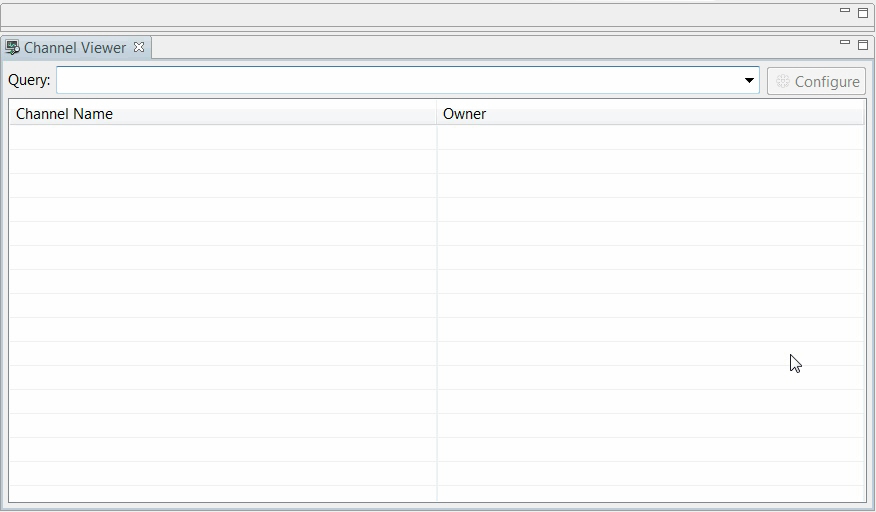 Channel Viewer
Query:
Configure
Channel Name
Owner